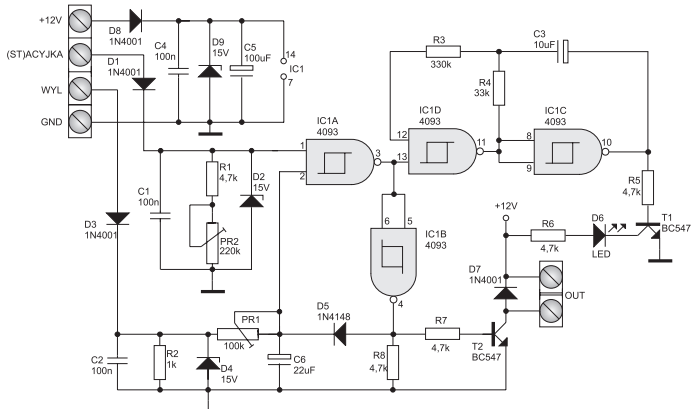 +12V
(ST)ACYJKA
WYL
GND
D8
1N4001
D1
1N4001
C4
100n
D9
15V
C5
100uF
14
IC1
7
R3
330k
C3
10uF
R4
33k
IC1A
4093
1
2
3
IC1D
4093
12
13
11
IC1C
4093
8
9
10
C1
100n
R1
4,7k
PR2
220k
D2
15V
D3
1N4001
6
5
IC1B
4093
4
R5
4,7k
+12V
R6
4,7k
D6
LED
T1
BC547
D7
1N4001
OUT
PR1
100k
D5
1N4148
R7
4,7k
T2
BC547
C2
100n
R2
1k
D4
15V
C6
22uF
R8
4,7k